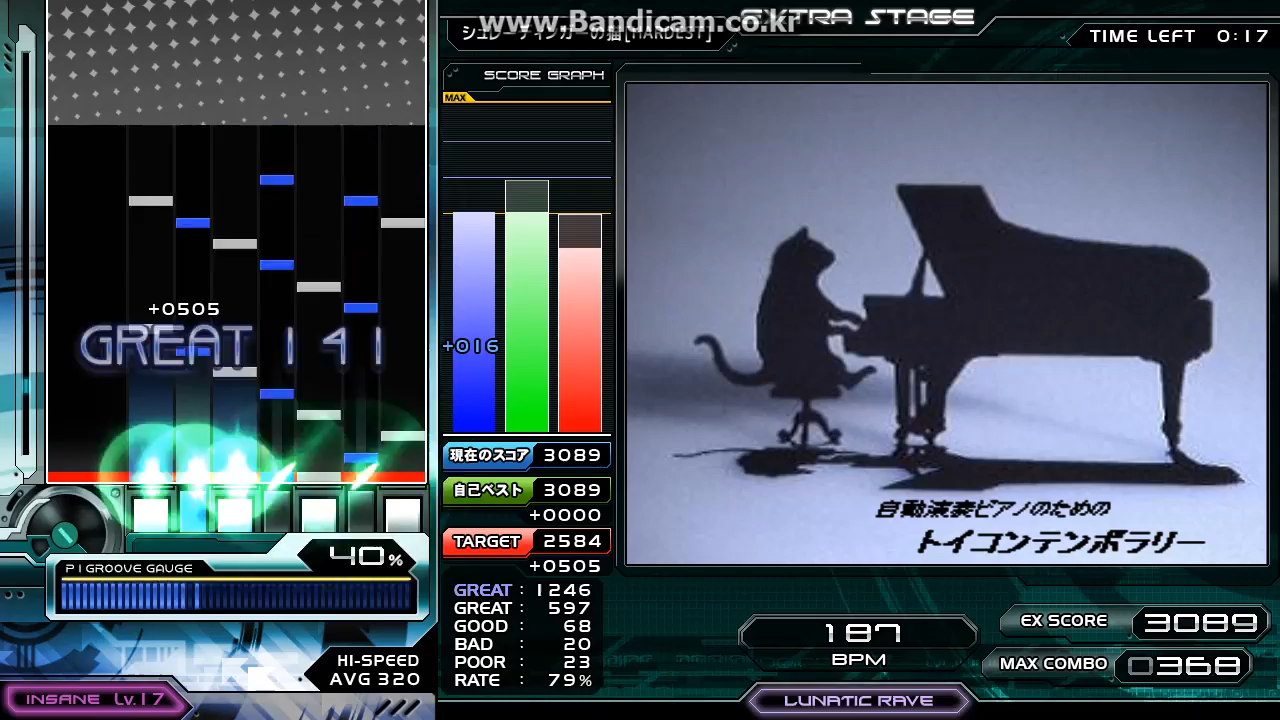 www.Bandicam.co.kr
EXTRA STAGE
シュレーディンガーの猫[HARDEST]
TIME LEFT 0:17
SCORE GRAPH
MAX
+0505
GREAT 141
+016
現在のスコア 3089
自己ベスト 3089
+0000
TARGET 2584
+0505
GREAT : 1246
GREAT : 597
GOOD : 68
BAD : 20
POOR : 23
RATE : 79%
自動演奏ピアノのための
トイコンテンポラリー
40%
P1 GROOVE GAUGE
HI-SPEED
AVG 320
INSANE Lv.17
187
BPM
LUNATIC RAVE
EX SCORE 3089
MAX COMBO 0368